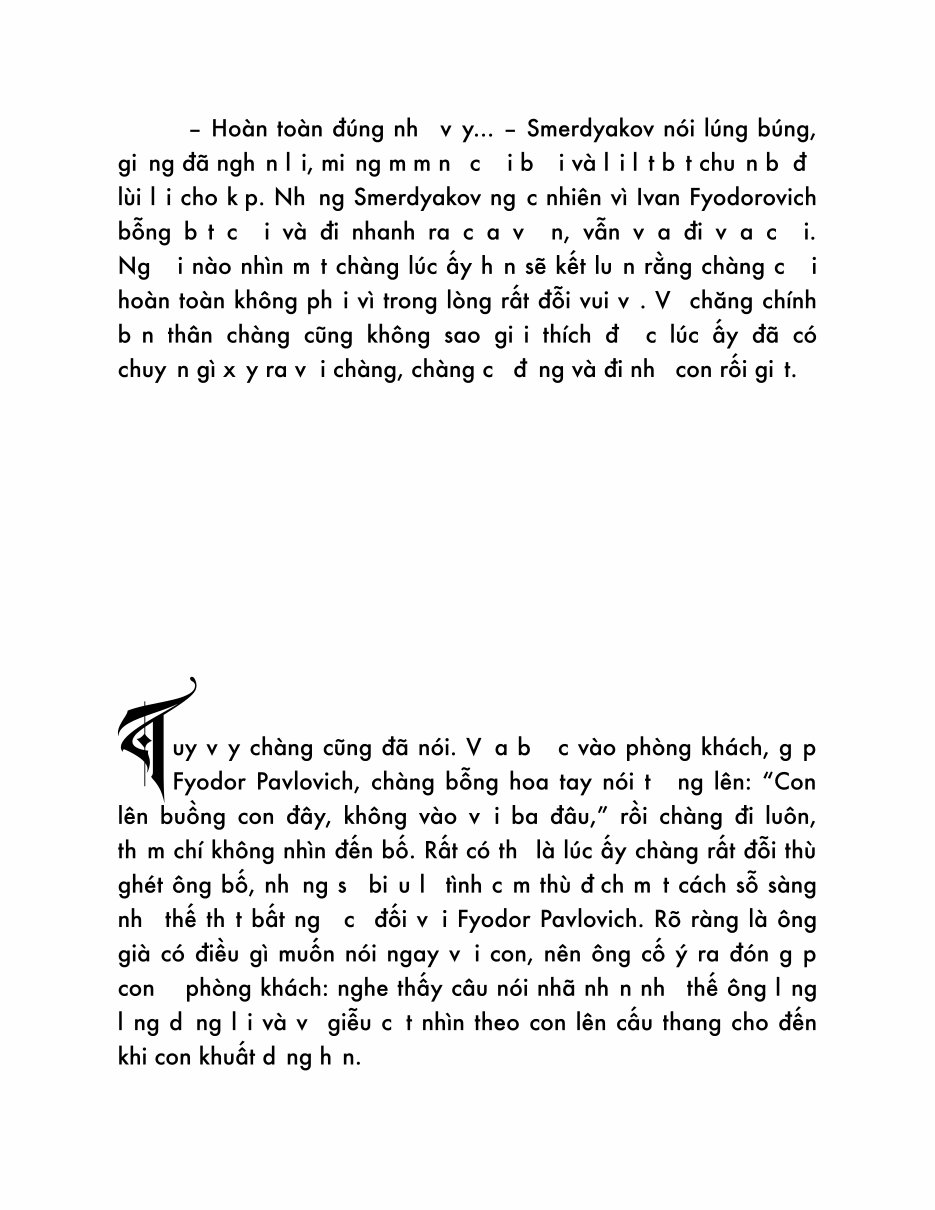 – Hoàn toàn đúng nh v y... – Smerdyakov nói lúng búng,
gi ng đã ngh n l i, mi ng m m n c i b i và l i l t b t chu n b đ
lùi l i cho k p. Nh ng Smerdyakov ng c nhiên vì Ivan Fyodorovich
bỗng b t c i và đi nhanh ra c a v n, vẫn v a đi v a c i.
Ng i nào nhìn m t chàng lúc ấy h n sẽ kết lu n rằng chàng c i
hoàn toàn không ph i vì trong lòng rất đỗi vui v . V chăng chính
b n thân chàng cũng không sao gi i thích đ c lúc ấy đã có
chuy n gì x y ra v i chàng, chàng c đ ng và đi nh con rối gi t.
Tuy v y chàng cũng đã nói. V a b c vào phòng khách, g p
Fyodor Pavlovich, chàng bỗng hoa tay nói t ng lên: “Con
lên buồng con đây, không vào v i ba đâu,” rồi chàng đi luôn,
th m chí không nhìn đến bố. Rất có th là lúc ấy chàng rất đỗi thù
ghét ông bố, nh ng s bi u l tình c m thù đ ch m t cách sỗ sàng
nh thế th t bất ng c đối v i Fyodor Pavlovich. Rõ ràng là ông
già có điều gì muốn nói ngay v i con, nên ông cố ý ra đón g p
con phòng khách: nghe thấy câu nói nhã nh n nh thế ông l ng
l ng d ng l i và v giễu c t nhìn theo con lên cấu thang cho đến
khi con khuất d ng h n.